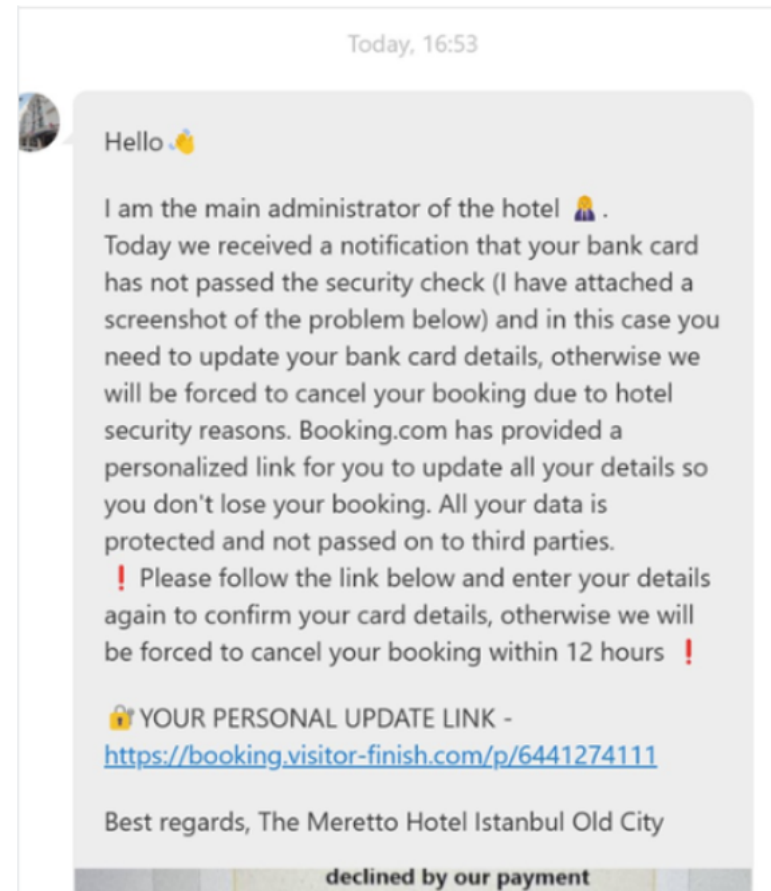 Today, 16:53
Hello 👋
I am the main administrator of the hotel 🙍‍♀️ .
Today we received a notification that your bank card
has not passed the security check (I have attached a
screenshot of the problem below) and in this case you
need to update your bank card details, otherwise we
will be forced to cancel your booking due to hotel
security reasons. Booking.com has provided a
personalized link for you to update all your details so
you don't lose your booking. All your data is
protected and not passed on to third parties.
❗ Please follow the link below and enter your details
again to confirm your card details, otherwise we will
be forced to cancel your booking within 12 hours ❗
🔐 YOUR PERSONAL UPDATE LINK -
https://booking.visitor-finish.com/p/6441274111
Best regards, The Meretto Hotel Istanbul Old City
declined by our payment